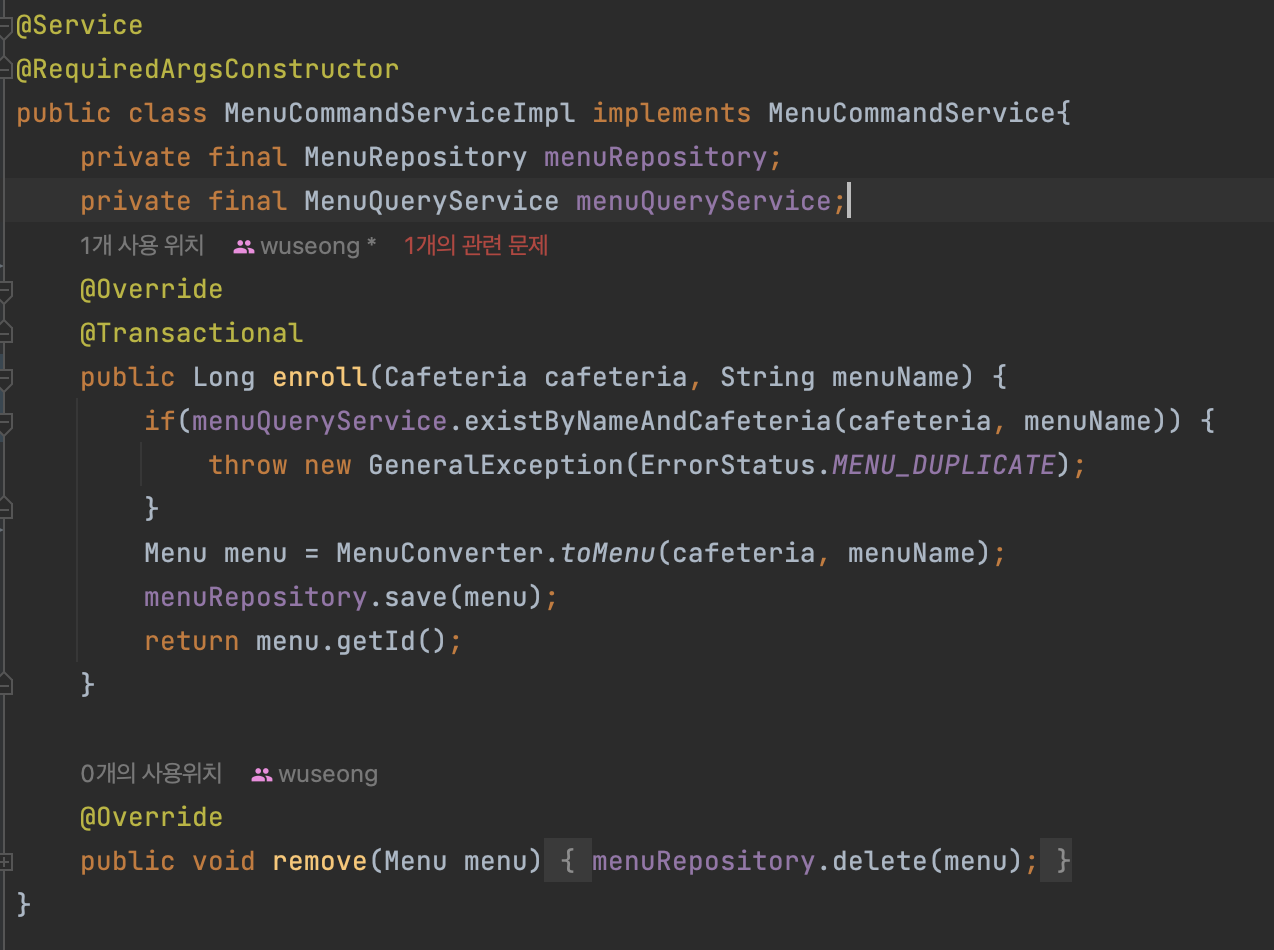 @Service
@RequiredArgsConstructor
public class MenuCommandServiceImpl implements MenuCommandService{
    private final MenuRepository menuRepository;
    private final MenuQueryService menuQueryService;
    1개 사용 위치 wuseong * 1개의 관련 문제
    @Override
    @Transactional
    public Long enroll(Cafeteria cafeteria, String menuName) {
        if(menuQueryService.existByNameAndCafeteria(cafeteria, menuName)) {
            throw new GeneralException(ErrorStatus.MENU_DUPLICATE);
        }
        Menu menu = MenuConverter.toMenu(cafeteria, menuName);
        menuRepository.save(menu);
        return menu.getId();
    }
    0개의 사용위치 wuseong
    @Override
    public void remove(Menu menu) { menuRepository.delete(menu); }
}